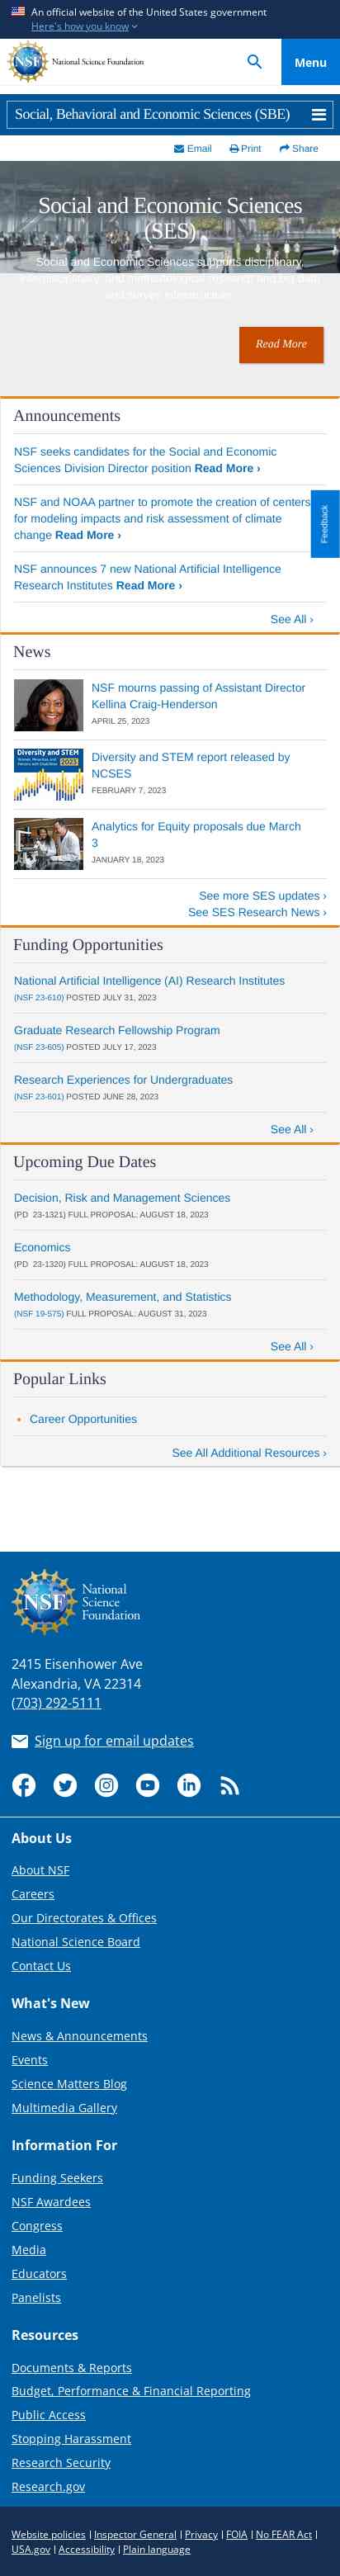 An official website of the United States government
Here's how you know
NSF National Science Foundation
Menu
Social, Behavioral and Economic Sciences (SBE)
Email Print Share
Social and Economic Sciences
(SES)
Social and Economic Sciences supports disciplinary,
Read More
Announcements
NSF seeks candidates for the Social and Economic
Sciences Division Director position Read More ›
NSF and NOAA partner to promote the creation of centers
for modeling impacts and risk assessment of climate
change Read More ›
Feedback
NSF announces 7 new National Artificial Intelligence
Research Institutes Read More ›
See All ›
News
NSF mourns passing of Assistant Director
Kellina Craig-Henderson
APRIL 25, 2023
Diversity and STEM
2023
Diversity and STEM report released by
NCSES
FEBRUARY 7, 2023
Analytics for Equity proposals due March
3
JANUARY 18, 2023
See more SES updates ›
See SES Research News ›
Funding Opportunities
National Artificial Intelligence (AI) Research Institutes
(NSF 23-610) POSTED JULY 31, 2023
Graduate Research Fellowship Program
(NSF 23-605) POSTED JULY 17, 2023
Research Experiences for Undergraduates
(NSF 23-601) POSTED JUNE 28, 2023
See All ›
Upcoming Due Dates
Decision, Risk and Management Sciences
(PD 23-1321) FULL PROPOSAL: AUGUST 18, 2023
Economics
(PD 23-1320) FULL PROPOSAL: AUGUST 18, 2023
Methodology, Measurement, and Statistics
(NSF 19-575) FULL PROPOSAL: AUGUST 31, 2023
See All ›
Popular Links
• Career Opportunities
See All Additional Resources ›
NSF
National
Science
Foundation
2415 Eisenhower Ave
Alexandria, VA 22314
(703) 292-5111
Sign up for email updates
About Us
About NSF
Careers
Our Directorates & Offices
National Science Board
Contact Us
What's New
News & Announcements
Events
Science Matters Blog
Multimedia Gallery
Information For
Funding Seekers
NSF Awardees
Congress
Media
Educators
Panelists
Resources
Documents & Reports
Budget, Performance & Financial Reporting
Public Access
Stopping Harassment
Research Security
Research.gov
Website policies | Inspector General | Privacy | FOIA | No FEAR Act |
USA.gov | Accessibility | Plain language